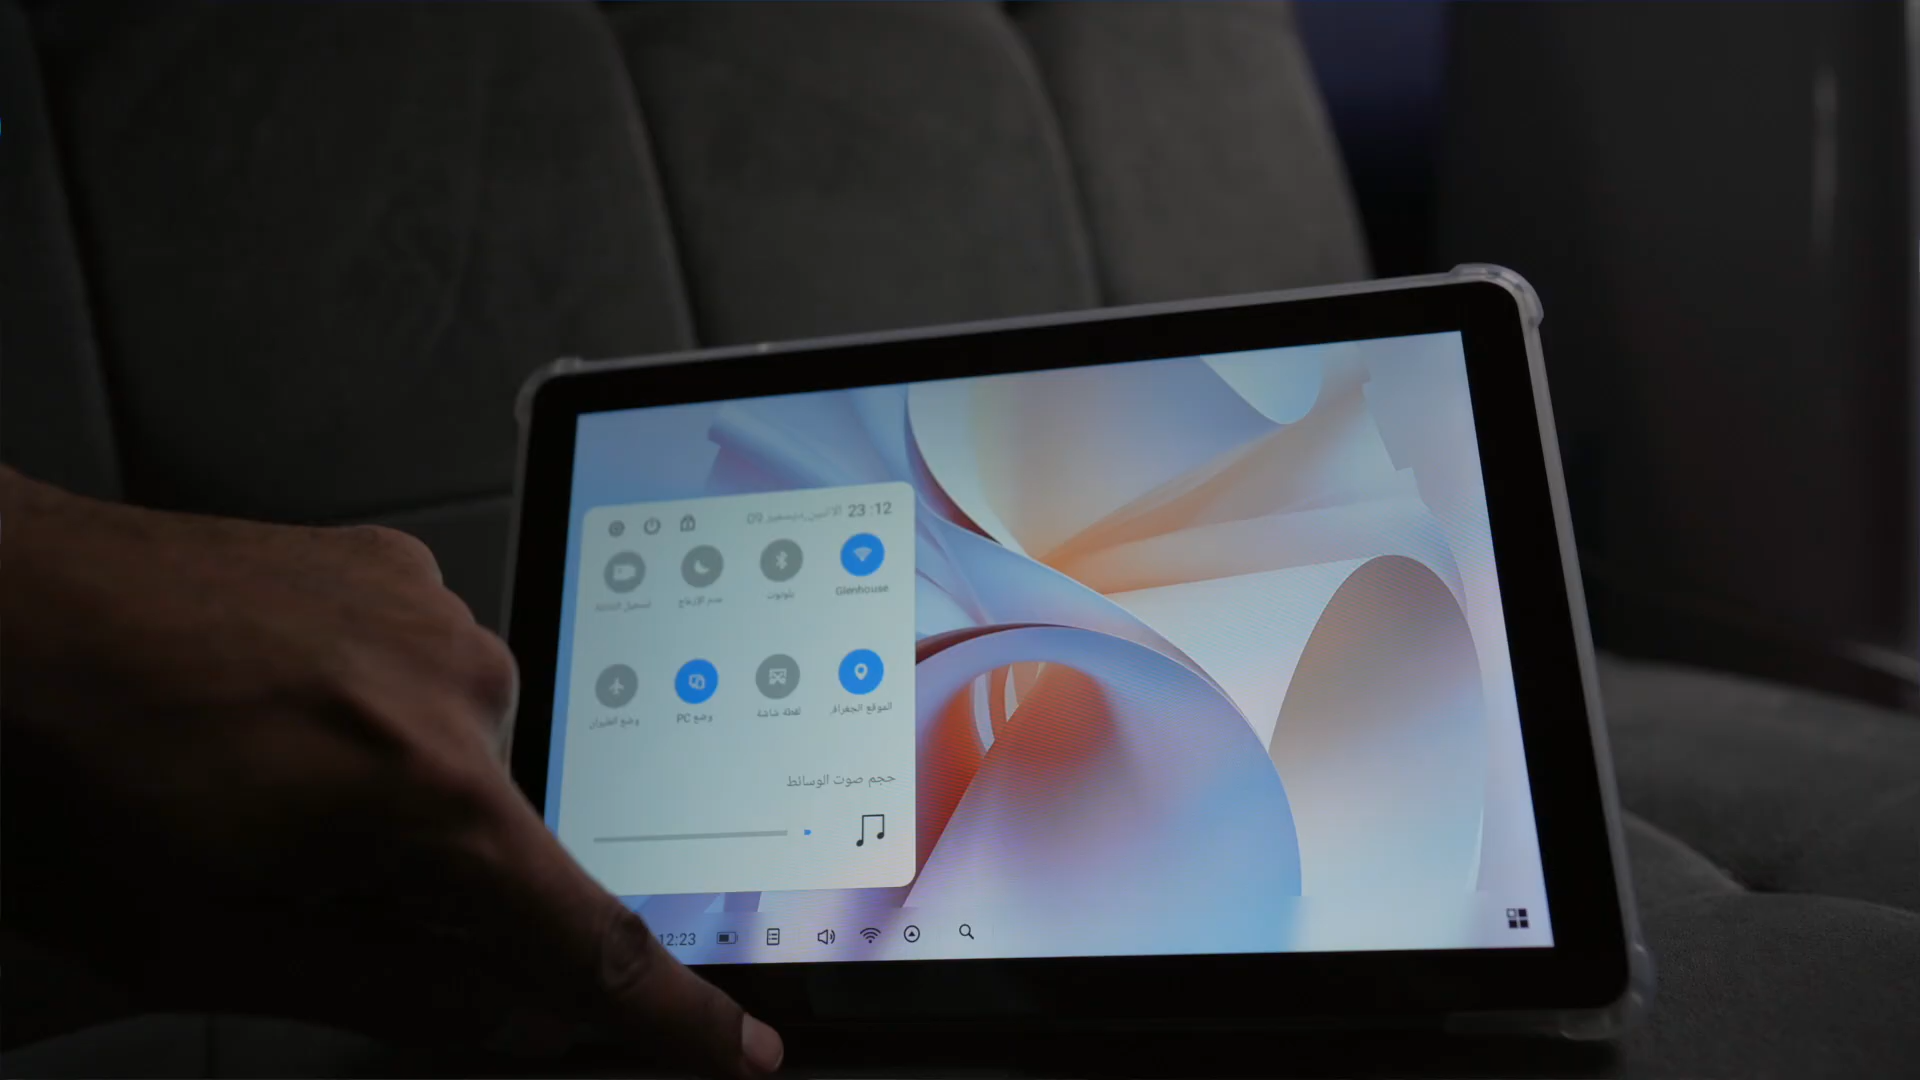 23 :12 الاثنين, ديسمبر 09
Glenhouse بلوتوث عدم الإزعاج تسجيل الشاشة
الموقع الجغرافي لقطة شاشة وضع PC وضع الطيران
حجم صوت الوسائط
12:23